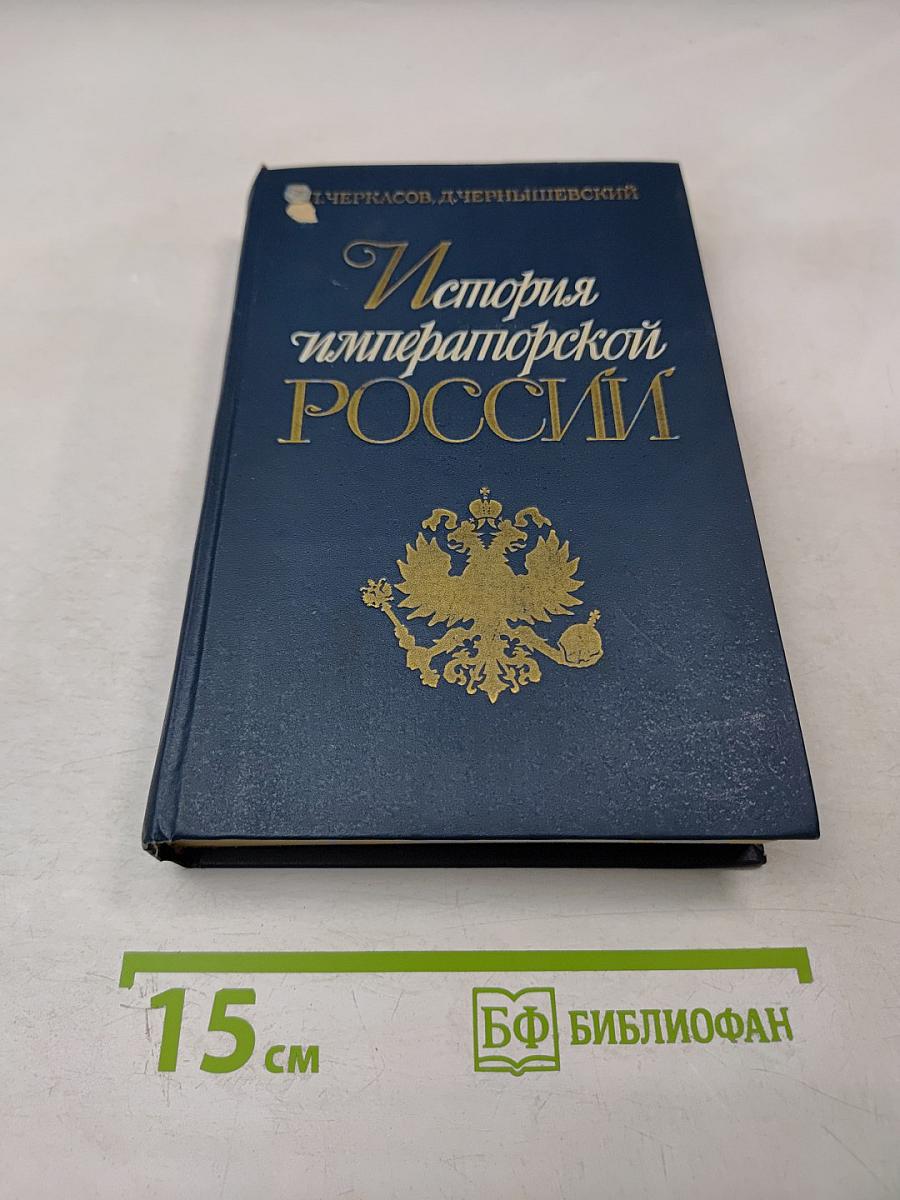 П. ЧЕРКАСОВ, Д. ЧЕРНЫШЕВСКИЙ
История
императорской
РОССИИ
15 см
БФ БИБЛИОФАН